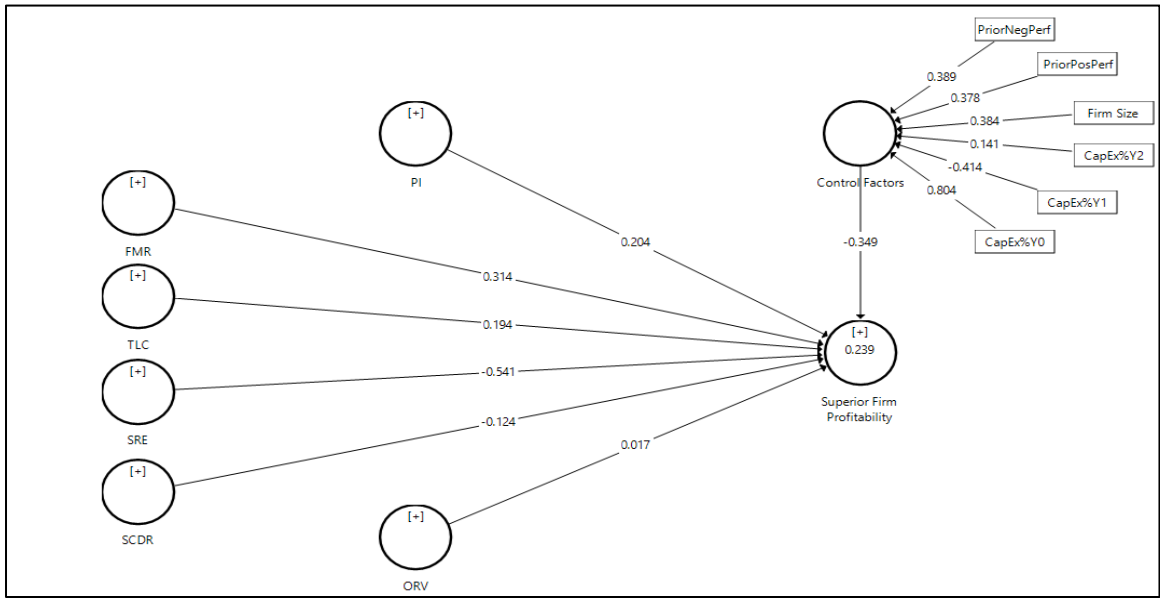 PriorNegPerf
PriorPosPerf
Firm Size
CapEx%Y2
CapEx%Y1
CapEx%Y0
0.389
0.378
0.384
0.141
-0.414
0.804
Control Factors
-0.349
[+]
PI
0.204
[+]
FMR
0.314
[+]
TLC
0.194
[+]
SRE
-0.541
[+]
SCDR
-0.124
[+]
ORV
0.017
[+]
0.239
Superior Firm
Profitability